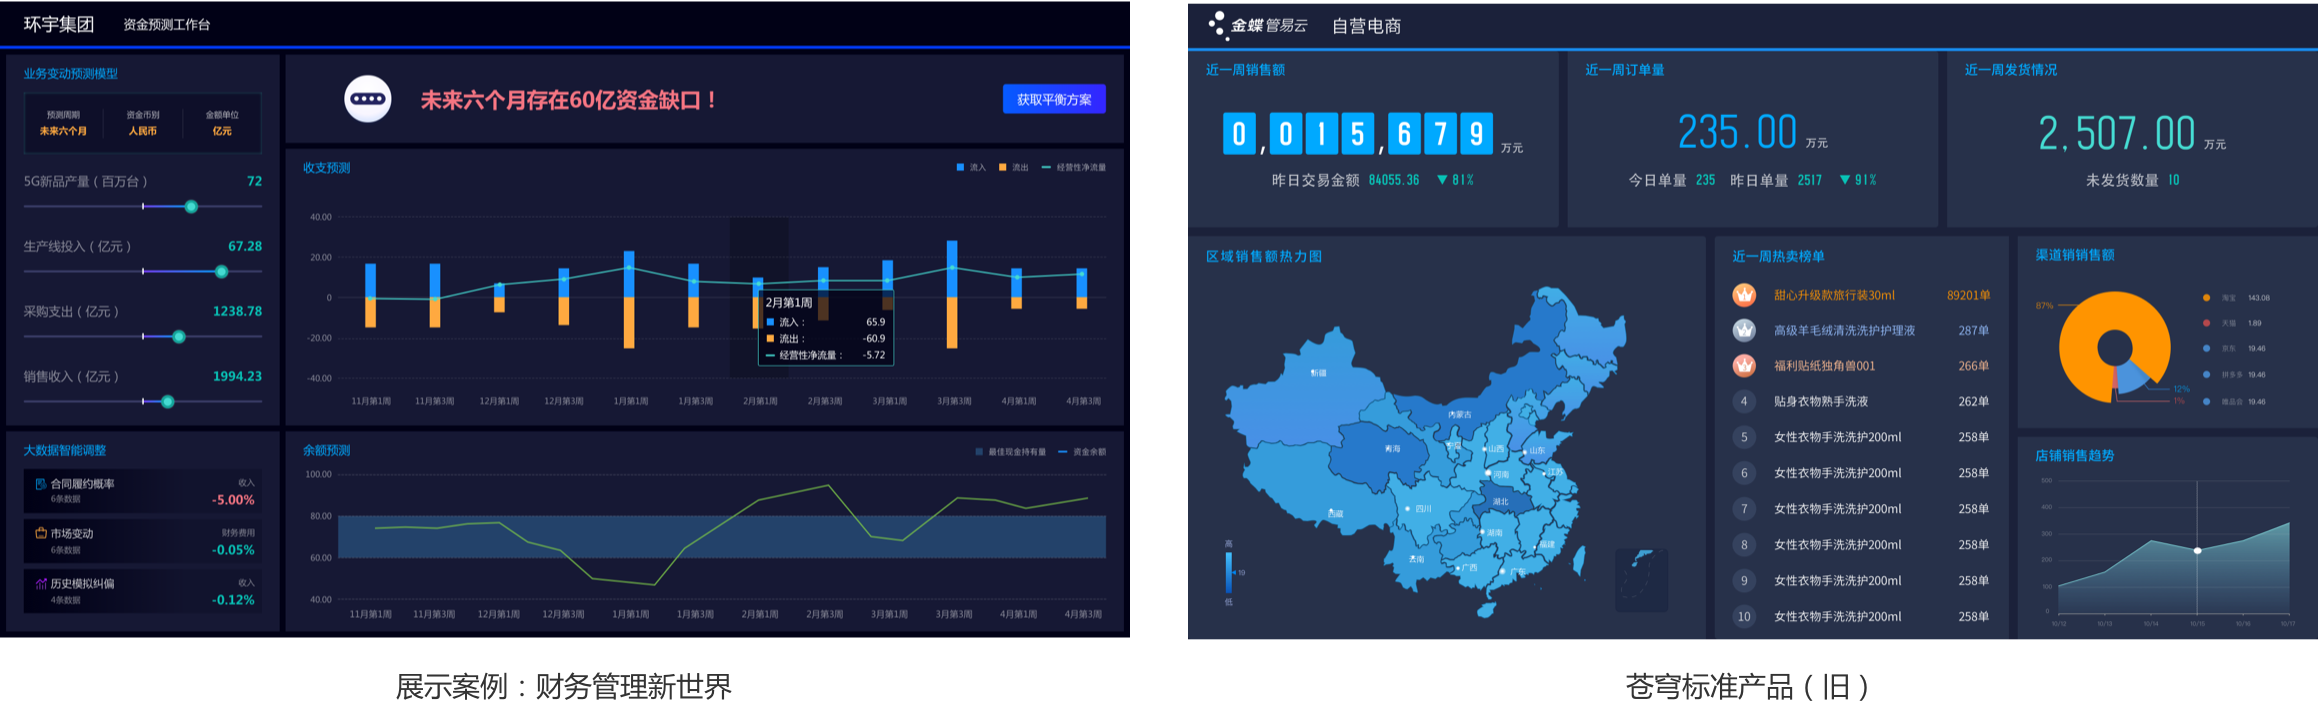 环宇集团 资金预测工作台
业务变动预测模型
预测周期 资金币别 金额单位
未来六个月 人民币 亿元
5G新品产量（百万台） 72
生产线投入（亿元） 67.28
采购支出（亿元） 1238.78
销售收入（亿元） 1994.23
大数据智能调整
合同履约概率 收入
6条数据 -5.00%
市场变动 财务费用
6条数据 -0.05%
历史模拟纠偏 收入
4条数据 -0.12%
未来六个月存在60亿资金缺口！
获取平衡方案
收支预测
流入 流出 经营性净流量
40.00
20.00
0
-20.00
-40.00
2月第1周
流入： 65.9
流出： -60.9
经营性净流量： -5.72
11月第1周 11月第3周 12月第1周 12月第3周 1月第1周 1月第3周 2月第1周 2月第3周 3月第1周 3月第3周 4月第1周 4月第3周
余额预测
最佳现金持有量 资金余额
100.00
80.00
60.00
40.00
11月第1周 11月第3周 12月第1周 12月第3周 1月第1周 1月第3周 2月第1周 2月第3周 3月第1周 3月第3周 4月第1周 4月第3周
展示案例：财务管理新世界
金蝶管易云 自营电商
近一周销售额
0,015,679 万元
昨日交易金额 84055.36 ▼81%
近一周订单量
235.00 万元
今日单量 235 昨日单量 2517 ▼91%
近一周发货情况
2,507.00 万元
未发货数量 10
区域销售额热力图
新疆
内蒙古
青海
宁夏
山西
山东
河南
江苏
西藏
四川
湖北
湖南
福建
云南
广西
广东
高
19
低
近一周热卖榜单
甜心升级款旅行装30ml 89201单
高级羊毛绒清洗洗护护理液 287单
福利贴纸独角兽001 266单
4 贴身衣物熟手洗液 262单
5 女性衣物手洗洗护200ml 258单
6 女性衣物手洗洗护200ml 258单
7 女性衣物手洗洗护200ml 258单
8 女性衣物手洗洗护200ml 258单
9 女性衣物手洗洗护200ml 258单
10 女性衣物手洗洗护200ml 258单
渠道销销售额
87%
12%
1%
淘宝 143.08
天猫 1.89
京东 19.46
拼多多 19.46
唯品会 19.46
店铺销售趋势
500
400
300
200
100
0
10/12 10/13 10/14 10/15 10/16 10/17
苍穹标准产品（旧）